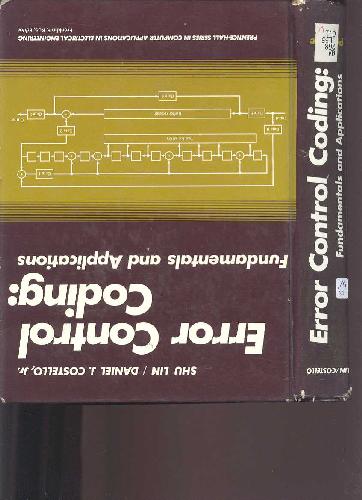 SHU LIN / DANIEL J. COSTELLO, Jr.
Error Control
Coding:
Fundamentals and Applications
PRENTICE-HALL SERIES IN COMPUTER APPLICATIONS IN ELECTRICAL ENGINEERING
LIN/COSTELLO
Error Control Coding:
Fundamentals and Applications